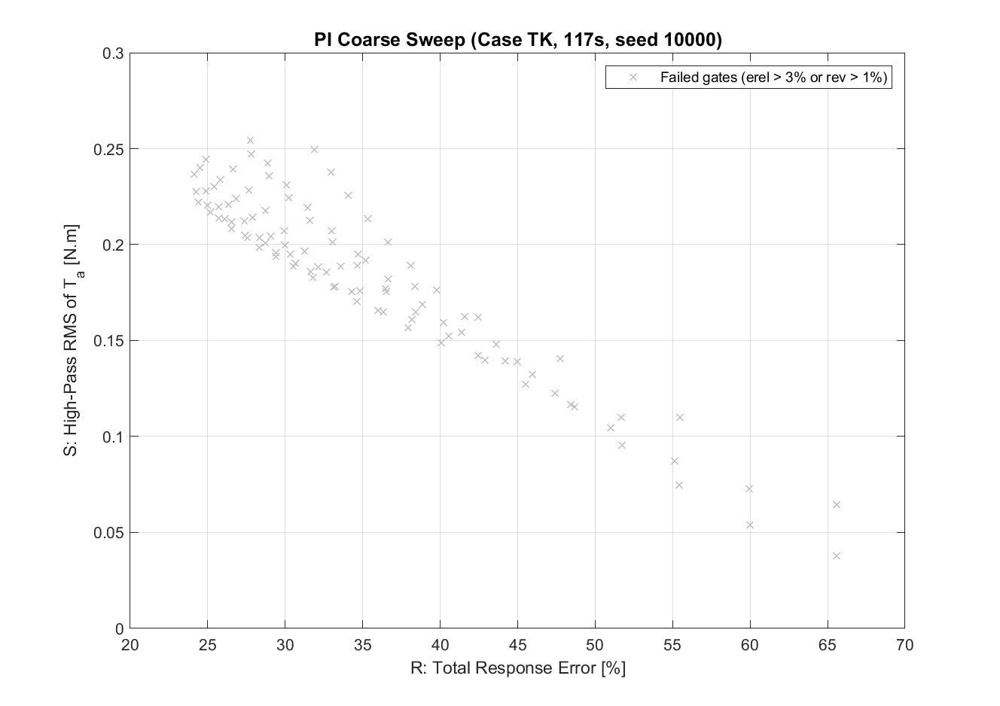 PI Coarse Sweep (Case TK, 117s, seed 10000)
Failed gates (erel > 3% or rev > 1%)
S: High-Pass RMS of T_a [N.m]
0.3
0.25
0.2
0.15
0.1
0.05
0
20 25 30 35 40 45 50 55 60 65 70
R: Total Response Error [%]